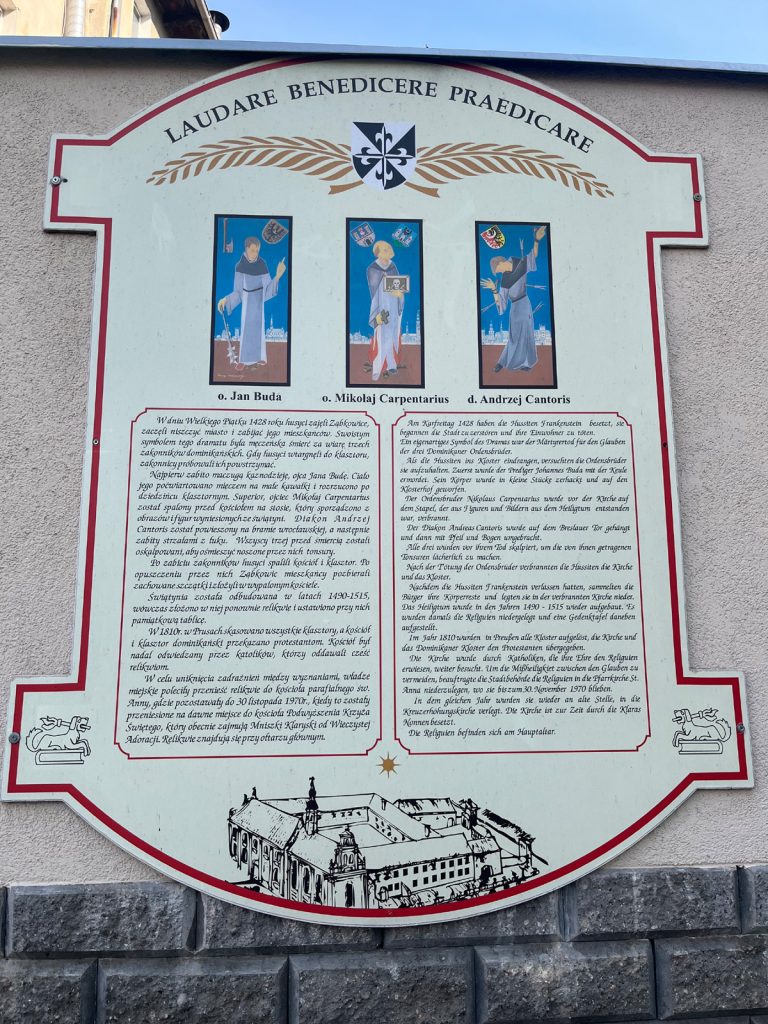 LAUDARE BENEDICERE PRAEDICARE
o. Jan Buda
o. Mikołaj Carpentarius
d. Andrzej Cantoris
W dniu Wielkiego Piątku 1428 roku husyci zajęli Ząbkowice,
zaczęli niszczyć miasto i zabijać jego mieszkańców. Swoistym
symbolem tego dramatu była męczeńska śmierć za wiarę trzech
zakonników dominikańskich. Gdy husyci wtargnęli do klasztoru,
zakonnicy próbowali ich powstrzymać.
Najpierw zabito maczugą kaznodzieję, ojca Jana Budę. Ciało
jego poćwiartowano mieczem na małe kawałki i rozrzucono po
dziedzińcu klasztornym. Superior, ojciec Mikołaj Carpentarius
został spalony przed kościołem na stosie, który sporządzono z
obrazów i figur wyniesionych ze świątyni. Diakon Andrzej
Cantoris został powieszony na bramie wrocławskiej, a następnie
zabity strzałami z łuku. Wszyscy trzej przed śmiercią zostali
oskalpowani, aby ośmieszyć noszone przez nich tonsury.
Po zabiciu zakonników husyci spalili kościół i klasztor. Po
opuszczeniu przez nich Ząbkowic mieszkańcy pozbierali
zachowane szczątki i złożyli w wypalonym kościele.
Świątynia została odbudowana w latach 1490-1515,
wówczas złożono w niej ponownie relikwie i ustawiono przy nich
pamiątkową tablicę.
W 1810r. w Prusach skasowano wszystkie klasztory, a kościół
i klasztor dominikański przekazano protestantom. Kościół był
nadal odwiedzany przez katolików, którzy oddawali cześć
relikwiom.
W celu uniknięcia zadrażnień między wyznaniami, władze
miejskie poleciły przenieść relikwie do kościoła parafialnego św.
Anny, gdzie pozostawały do 30 listopada 1970r., kiedy to zostały
przeniesione na dawne miejsce do kościoła Podwyższenia Krzyża
Świętego, który obecnie zajmują Mniszki Klaryski od Wieczystej
Adoracji. Relikwie znajdują się przy ołtarzu głównym.
Am Karfreitag 1428 haben die Hussiten Frankenstein besetzt, sie
begannen die Stadt zu zerstören und ihre Einwohner zu töten.
Ein eigenartiges Symbol des Dramas war der Märtyrertod für den Glauben
der drei Dominikaner Ordensbrüder.
Als die Hussiten ins Kloster eindrangen, versuchten die Ordensbrüder
sie aufzuhalten. Zuerst wurde der Prediger Johannes Buda mit der Keule
ermordet. Sein Körper wurde in kleine Stücke zerhackt und auf den
Klosterhof geworfen.
Der Ordensbruder Nikolaus Carpentarius wurde vor der Kirche auf
dem Stapel, der aus Figuren und Bildern aus dem Heiligtum entstanden
war, verbrannt.
Der Diakon Andreas Cantoris wurde auf dem Breslauer Tor gehängt
und dann mit Pfeil und Bogen umgebracht.
Alle drei wurden vor ihrem Tod skalpiert, um die von ihnen getragenen
Tonsuren lächerlich zu machen.
Nach der Tötung der Ordensbrüder verbrannten die Hussiten die Kirche
und das Kloster.
Nachdem die Hussiten Frankenstein verlassen hatten, sammelten die
Bürger ihre Körperreste und legten sie in der verbrannten Kirche nieder.
Das Heiligtum wurde in den Jahren 1490 - 1515 wieder aufgebaut. Es
wurden damals die Religuien niedergelegt und eine Gedenktafel daneben
aufgestellt.
Im Jahr 1810 wurden in Preußen alle Kloster aufgelöst, die Kirche und
das Dominikaner Kloster den Protestanten übergegeben.
Die Kirche wurde durch Katholiken, die ihre Ehre den Religuien
erwiesen, weiter besucht. Um die Mißhelligkeit zwischen den Glauben zu
vermeiden, beauftragte die Stadtbehörde die Religuien in die Pfarrkirche St.
Anna niederzulegen, wo sie bis zum 30.November 1970 blieben.
In dem gleichen Jahr wurden sie wieder an alte Stelle, in die
Kreuzerhöhungskirche verlegt. Die Kirche ist zur Zeit durch die Klaras
Nonnen besetzt.
Die Religuien befinden sich am Hauptaltar.